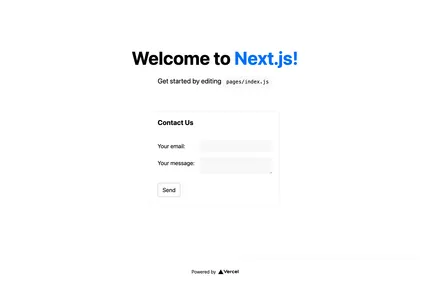 Welcome to Next.js!
Get started by editing pages/index.js
Contact Us
Your email:
Your message:
Send
Powered by Vercel